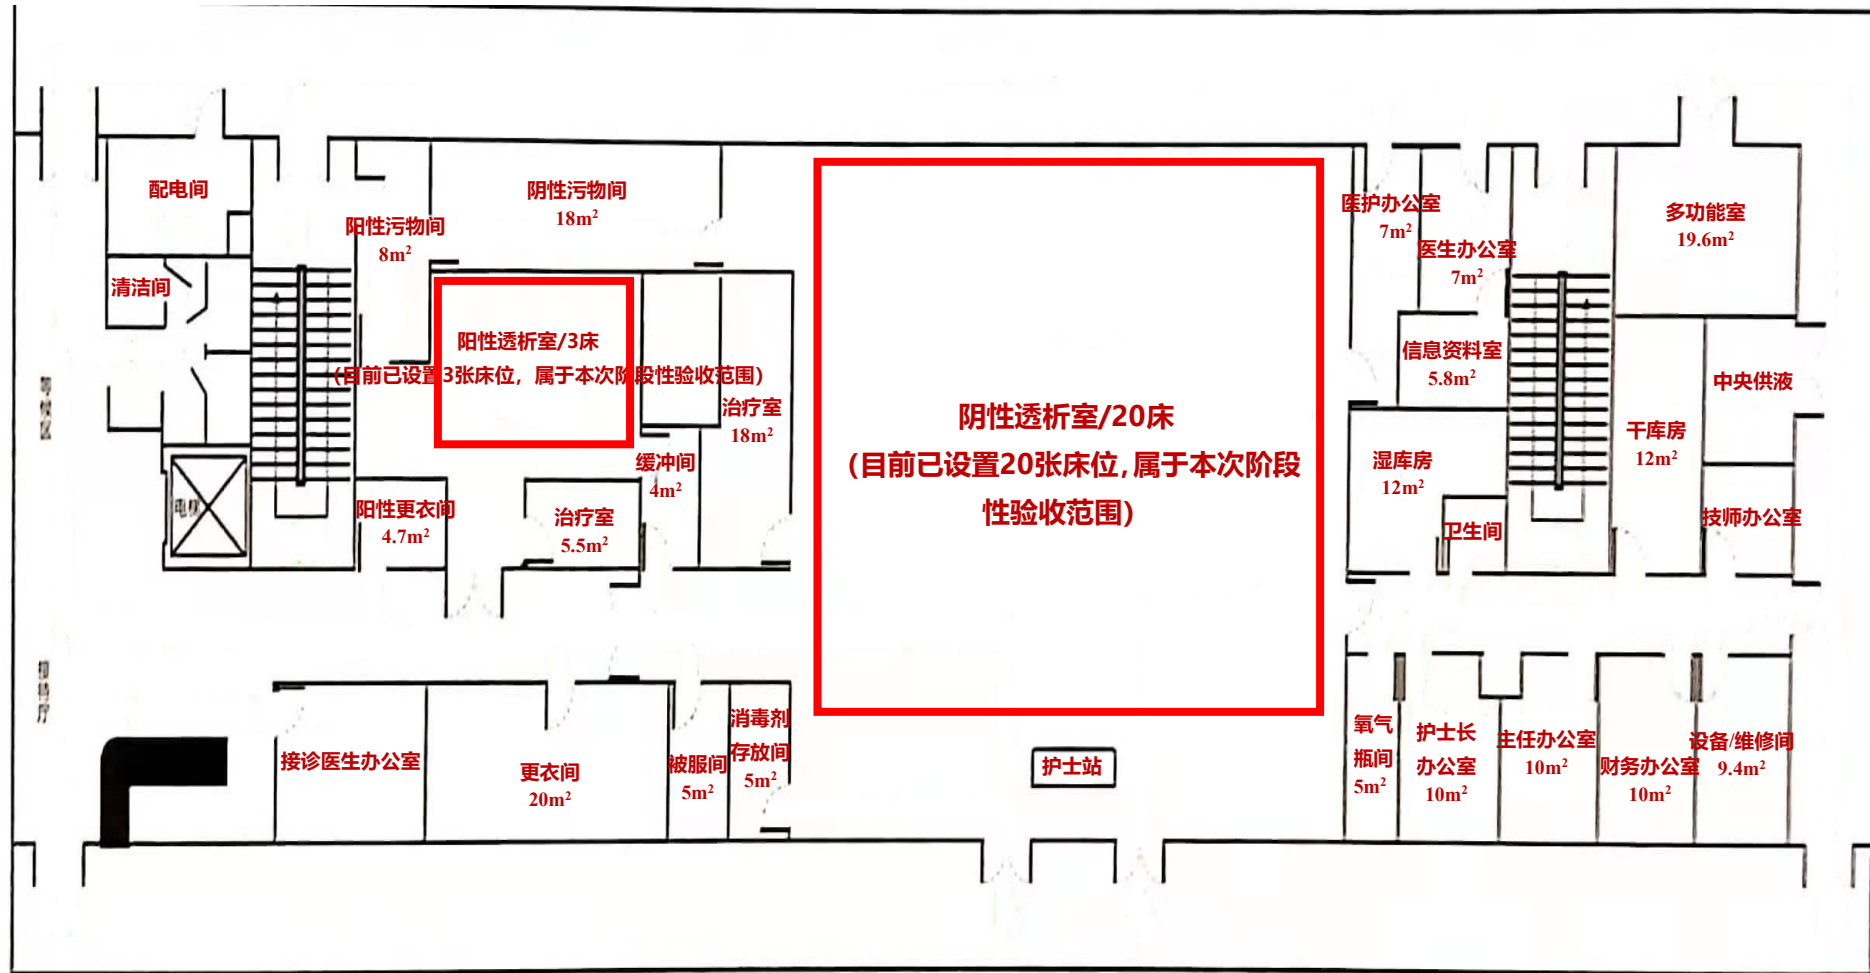 配电间
清洁间
电梯
阳性污物间
8m²
阴性污物间
18m²
阳性透析室/3床
(目前已设置3张床位，属于本次阶段性验收范围)
治疗室
18m²
缓冲间
4m²
阳性更衣间
4.7m²
治疗室
5.5m²
阴性透析室/20床
(目前已设置20张床位,属于本次阶段
性验收范围)
医护办公室
7m²
医生办公室
7m²
信息资料室
5.8m²
湿库房
12m²
卫生间
多功能室
19.6m²
干库房
12m²
中央供液
技师办公室
接诊医生办公室
更衣间
20m²
被服间
5m²
消毒剂
存放间
5m²
护士站
氧气
瓶间
5m²
护士长
办公室
10m²
主任办公室
10m²
财务办公室
10m²
设备/维修间
9.4m²